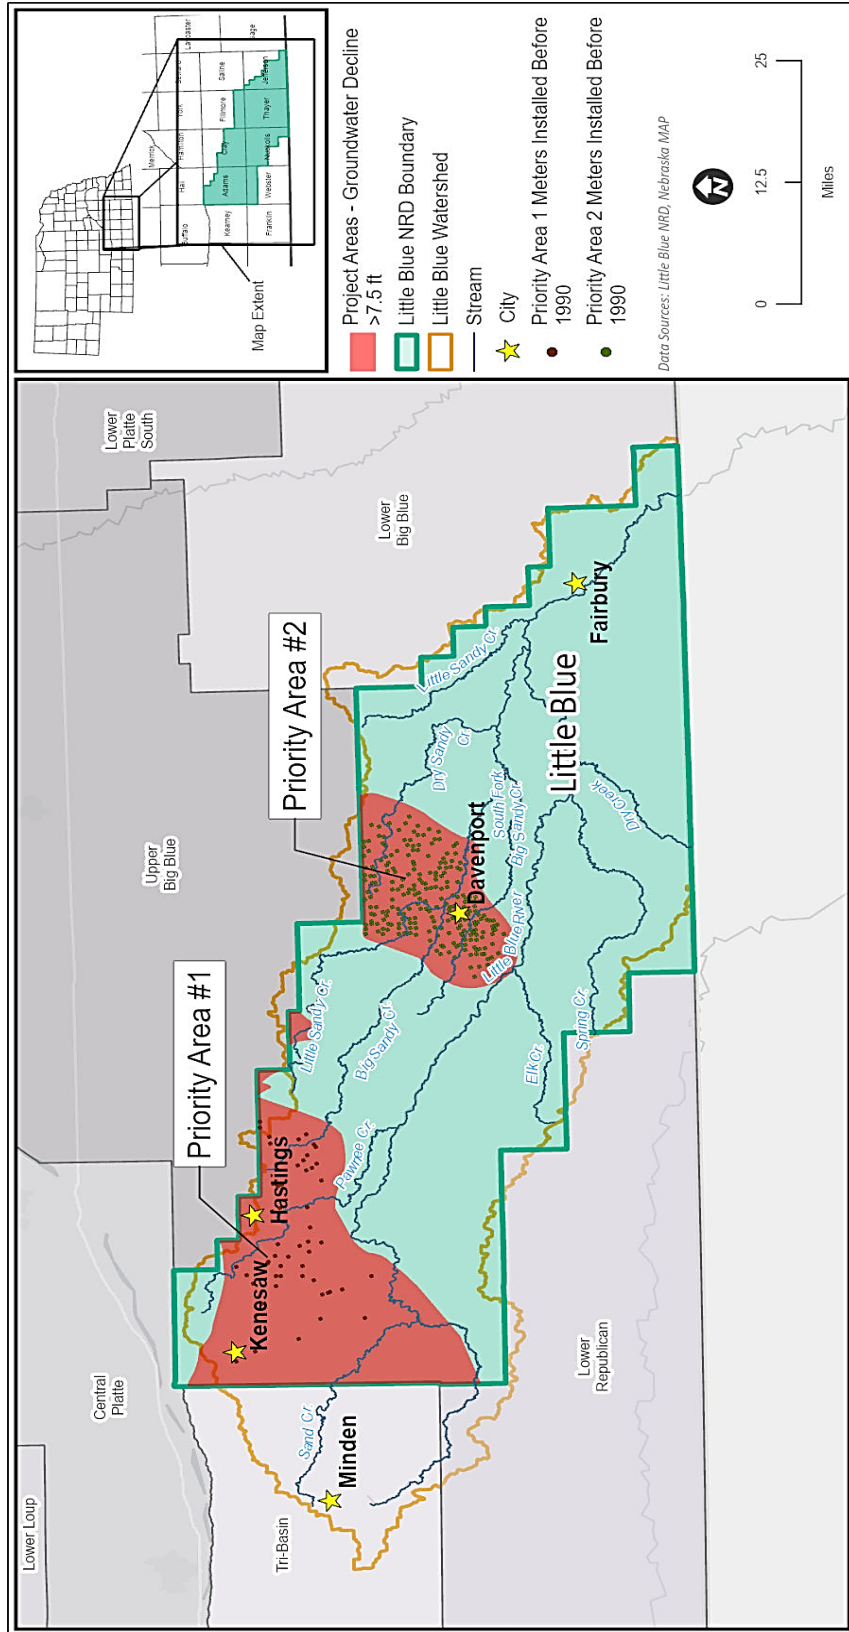 Lower Loup
Central
Platte
Tri-Basin
Upper
Big Blue
Lower
Platte
South
Lower
Big Blue
Lower
Republican
Priority Area #1
Priority Area #2
Kenesaw
Hastings
Minden
Davenport
Fairbury
Little Blue
Sand Cr.
Pawnee Cr.
Big Sandy Cr.
Little Sandy Cr.
Elk Cr.
Spring Cr.
Little Blue River
South Fork
Big Sandy Cr.
Dry Sandy
Cr.
Little Sandy Cr.
Dry Creek
Merrick
Hall
Hamilton
York
Seward
Lancaster
Buffalo
Kearney
Adams
Clay
Fillmore
Saline
Gage
Franklin
Webster
Nuckolls
Thayer
Jefferson
Map Extent
Project Areas - Groundwater Decline
>7.5 ft
Little Blue NRD Boundary
Little Blue Watershed
Stream
City
Priority Area 1 Meters Installed Before
1990
Priority Area 2 Meters Installed Before
1990
Data Sources: Little Blue NRD, Nebraska MAP
N
0 12.5 25
Miles